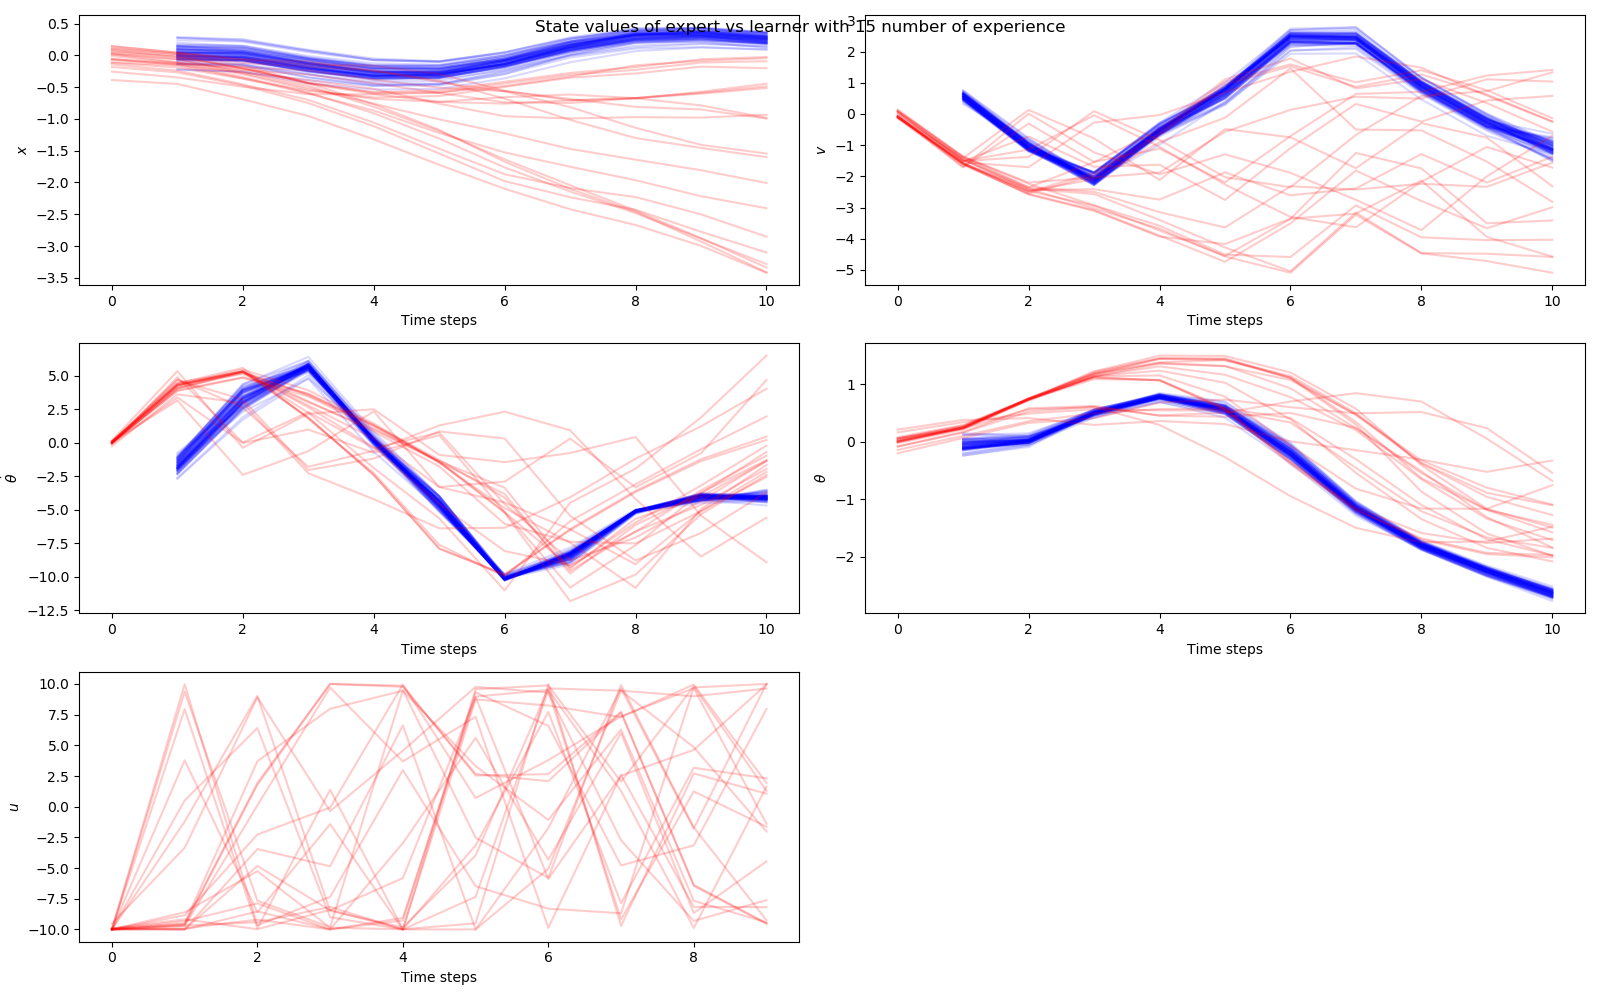 State values of expert vs learner with 15 number of experience
0.5
0.0
−0.5
−1.0
−1.5
−2.0
−2.5
−3.0
−3.5
x
0 2 4 6 8 10
Time steps
3
2
1
0
−1
−2
−3
−4
−5
v
0 2 4 6 8 10
Time steps
5.0
2.5
0.0
−2.5
−5.0
−7.5
−10.0
−12.5
θ̇
0 2 4 6 8 10
Time steps
1
0
−1
−2
θ
0 2 4 6 8 10
Time steps
10.0
7.5
5.0
2.5
0.0
−2.5
−5.0
−7.5
−10.0
u
0 2 4 6 8
Time steps